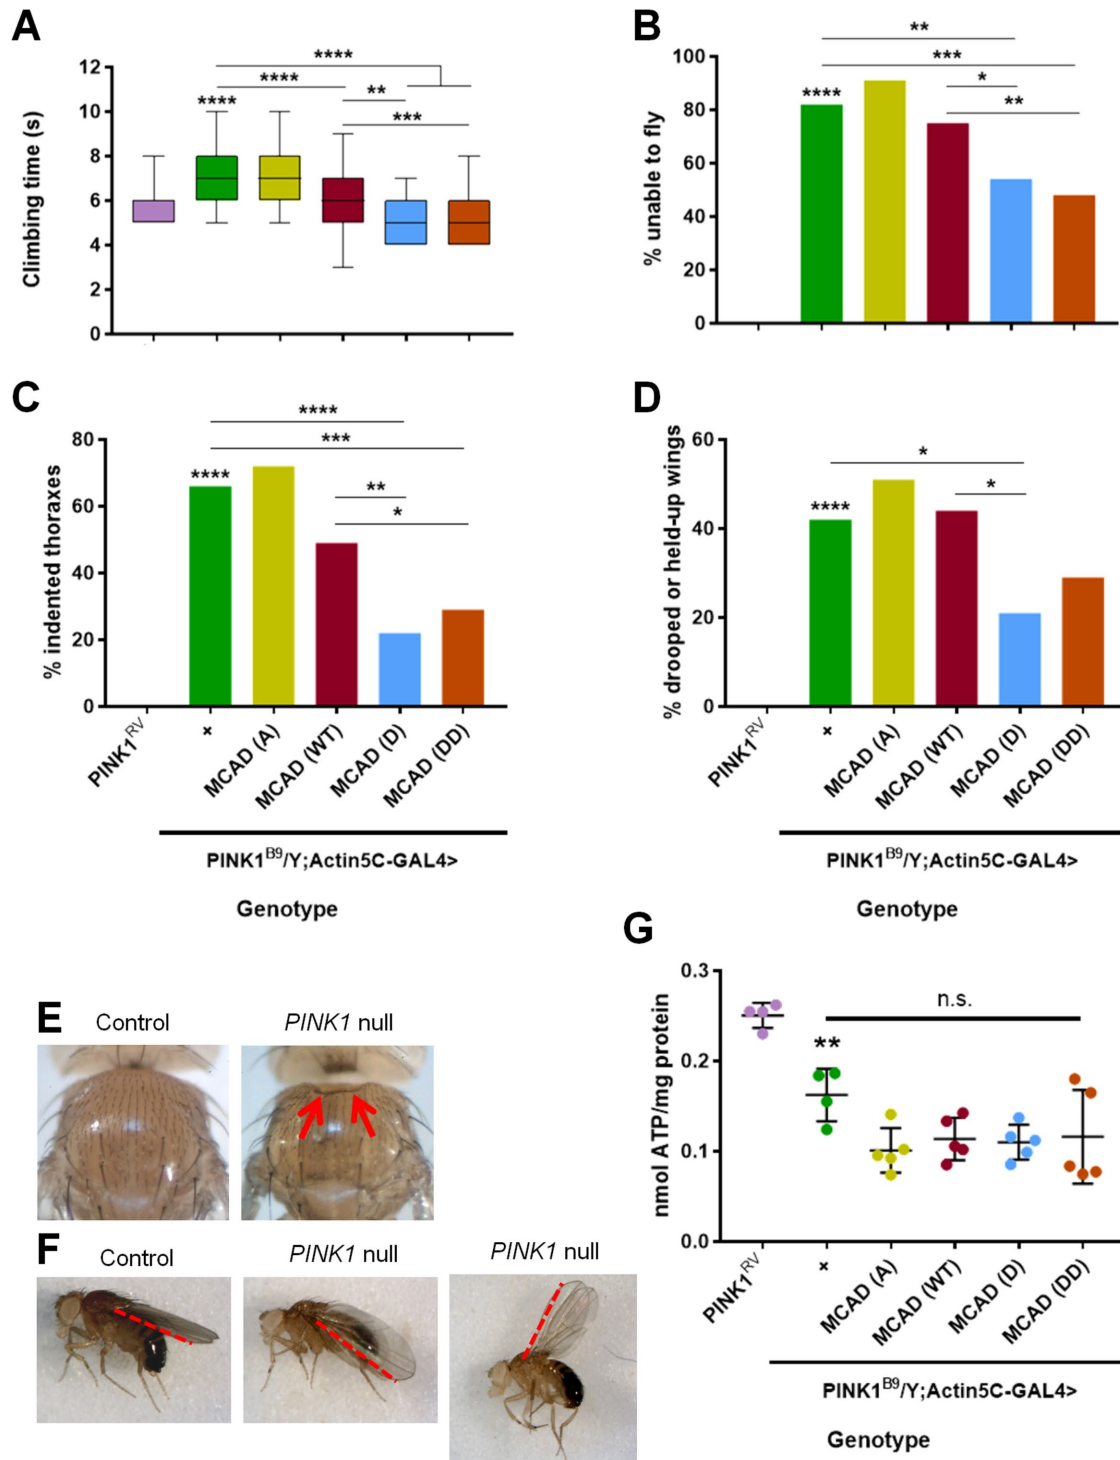 A
Climbing time (s)
12
10
8
6
4
2
0
****
****
****
**
***
B
% unable to fly
100
80
60
40
20
0
**
***
*
**
****
C
% indented thoraxes
80
60
40
20
0
****
***
****
**
*
PINK1RV
+
MCAD (A)
MCAD (WT)
MCAD (D)
MCAD (DD)
PINK1B9/Y;Actin5C-GAL4>
Genotype
D
% drooped or held-up wings
60
40
20
0
*
*
****
PINK1RV
+
MCAD (A)
MCAD (WT)
MCAD (D)
MCAD (DD)
PINK1B9/Y;Actin5C-GAL4>
Genotype
E
Control
PINK1 null
F
Control
PINK1 null
PINK1 null
G
nmol ATP/mg protein
0.3
0.2
0.1
0.0
n.s.
**
PINK1RV
+
MCAD (A)
MCAD (WT)
MCAD (D)
MCAD (DD)
PINK1B9/Y;Actin5C-GAL4>
Genotype